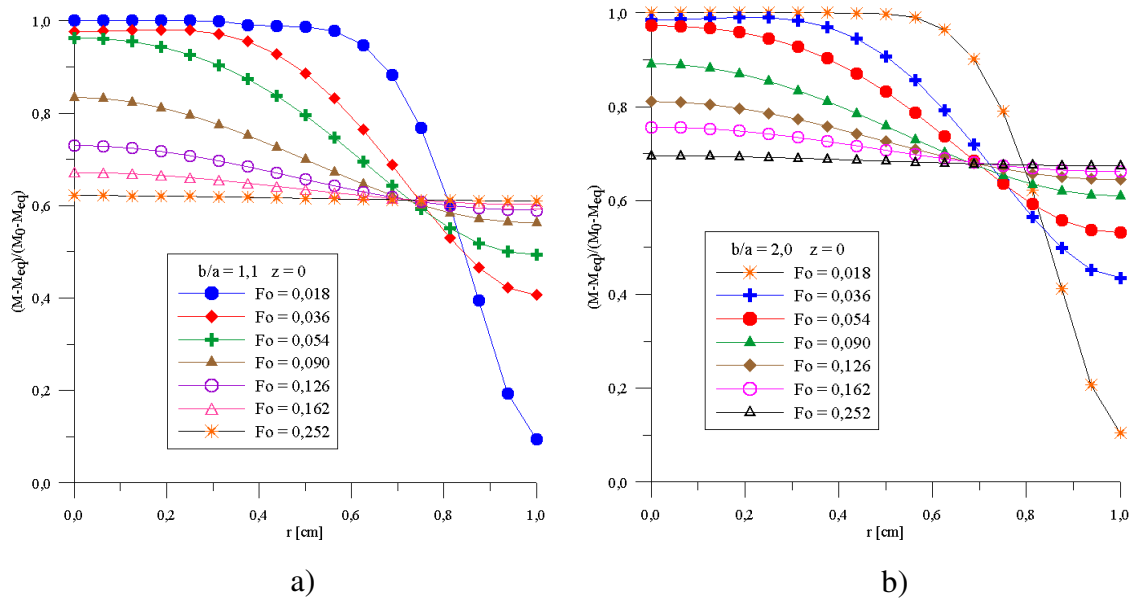 1,0
0,8
0,6
0,4
0,2
0,0
(M-Meq)/(M0-Meq)
b/a = 1,1 z = 0
Fo = 0,018
Fo = 0,036
Fo = 0,054
Fo = 0,090
Fo = 0,126
Fo = 0,162
Fo = 0,252
0,0 0,2 0,4 0,6 0,8 1,0
r [cm]
a)
1,0
0,8
0,6
0,4
0,2
0,0
(M-Meq)/(M0-Meq)
b/a = 2,0 z = 0
Fo = 0,018
Fo = 0,036
Fo = 0,054
Fo = 0,090
Fo = 0,126
Fo = 0,162
Fo = 0,252
0,0 0,2 0,4 0,6 0,8 1,0
r [cm]
b)